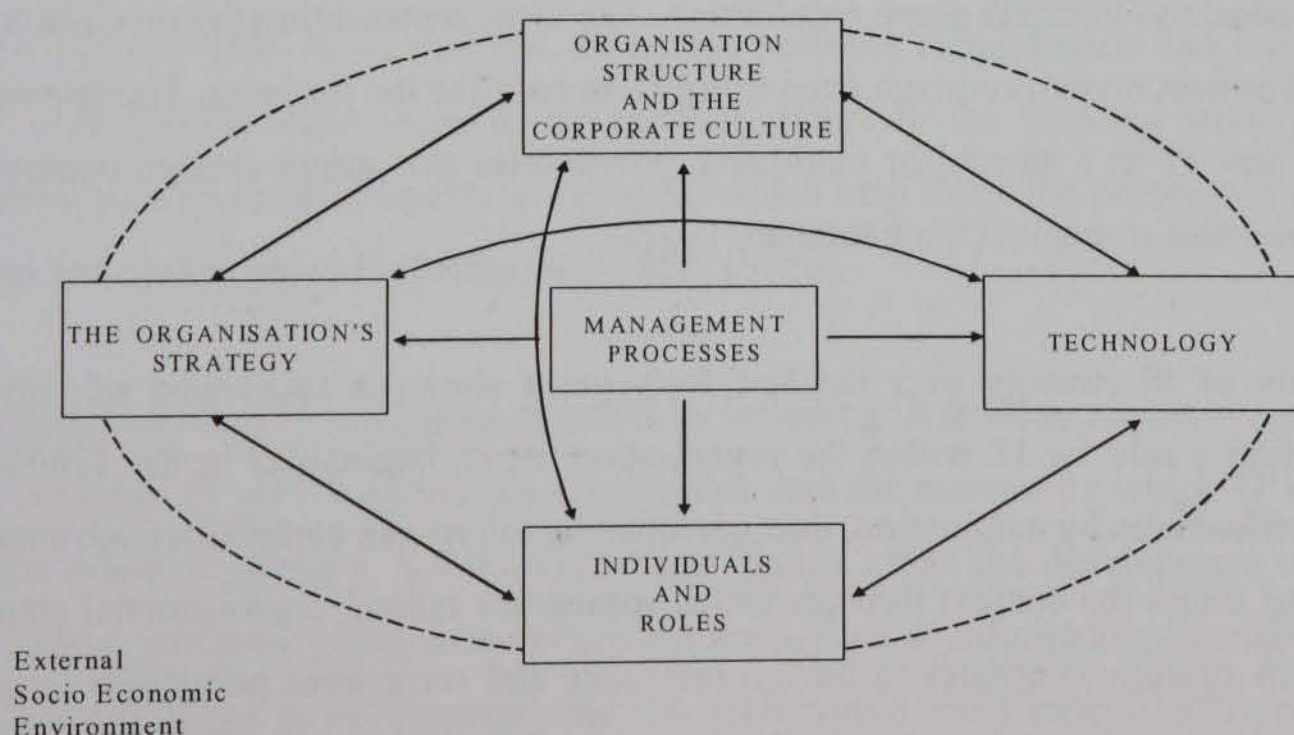 ORGANISATION
STRUCTURE
AND THE
CORPORATE CULTURE
THE ORGANISATION'S
STRATEGY
MANAGEMENT
PROCESSES
TECHNOLOGY
INDIVIDUALS
AND
ROLES
External
Socio Economic
Environment